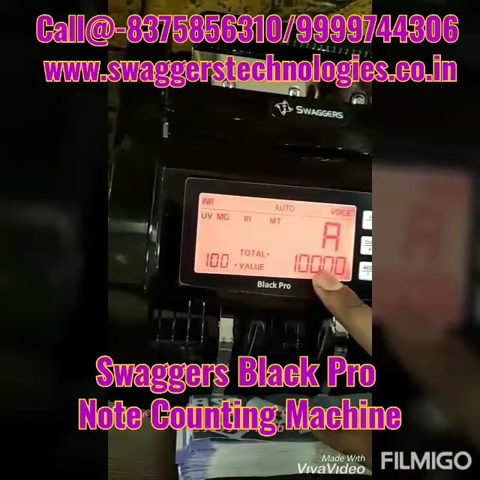 Call@-8375856310/9999744306
www.swaggerstechnologies.co.in
SWAGGERS
INR AUTO VOICE
UV MG IR MT
A
TOTAL
100 VALUE 10000
Black Pro
Swaggers Black Pro
Note Counting Machine
Made With
VivaVideo
FILMIGO